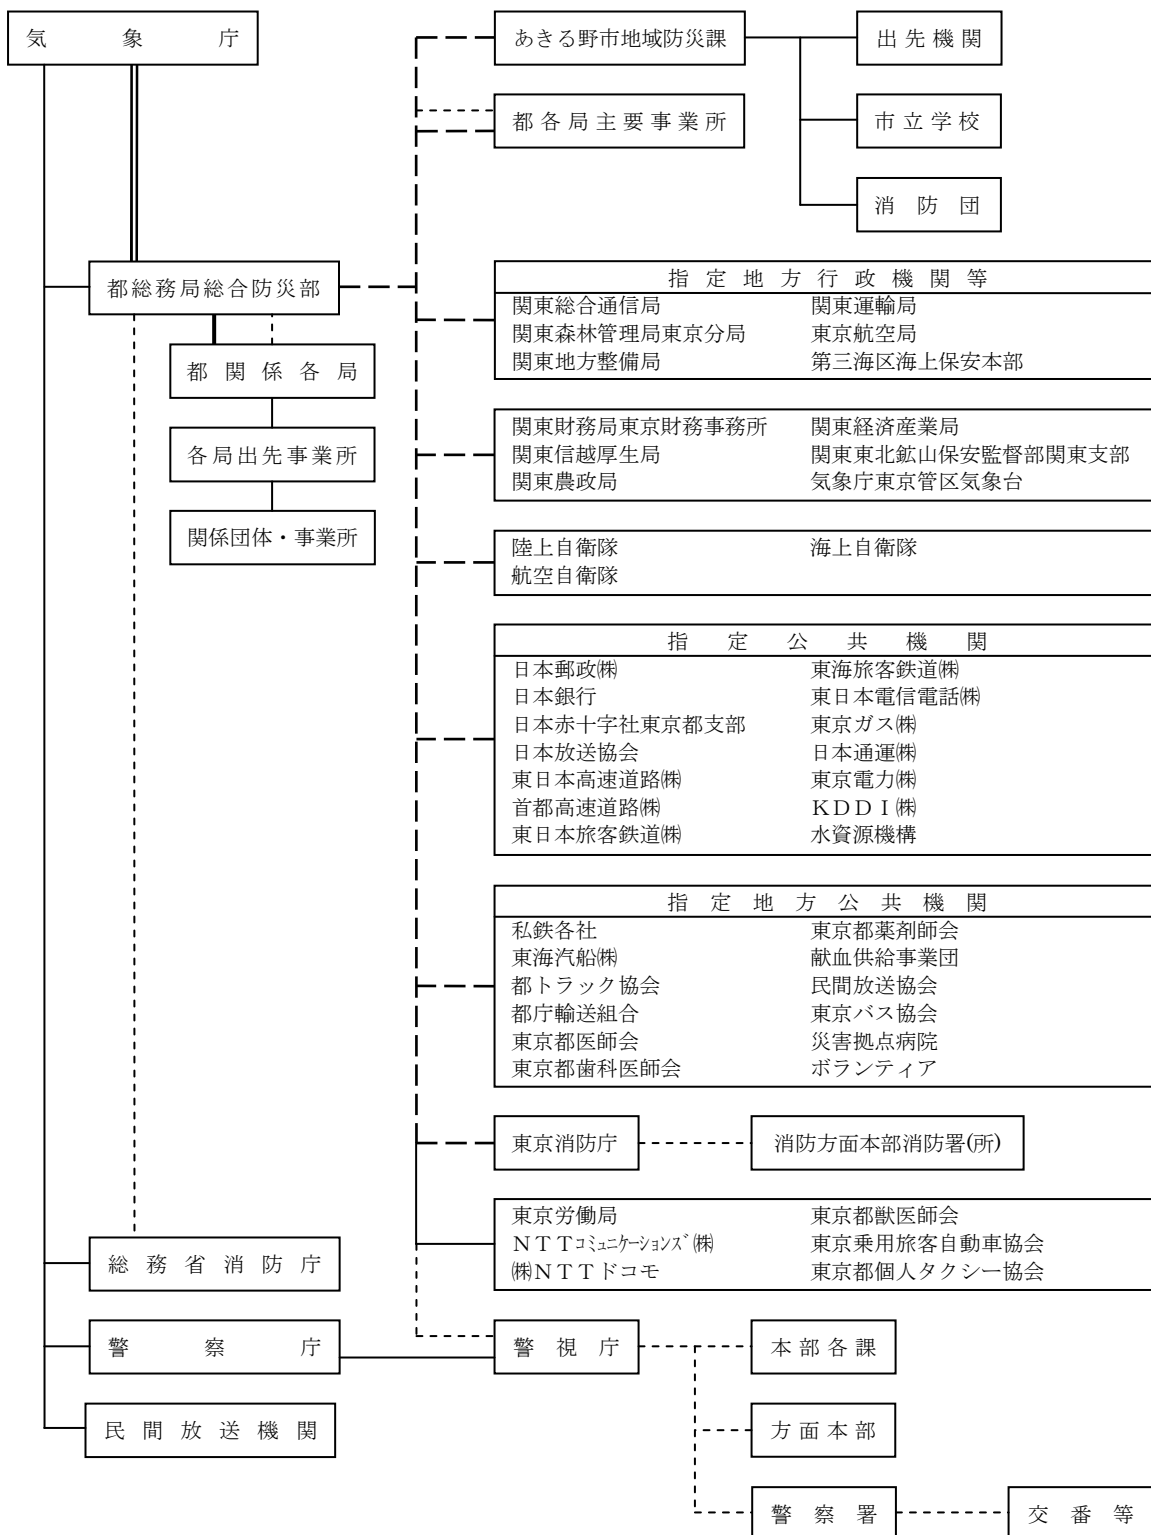 気象庁
あきる野市地域防災課
出先機関
都各局主要事業所
市立学校
消防団
都総務局総合防災部
都関係各局
各局出先事業所
関係団体・事業所
指定地方行政機関等
関東総合通信局 関東運輸局
関東森林管理局東京分局 東京航空局
関東地方整備局 第三海区海上保安本部
関東財務局東京財務事務所 関東経済産業局
関東信越厚生局 関東東北鉱山保安監督部関東支部
関東農政局 気象庁東京管区気象台
陸上自衛隊 海上自衛隊
航空自衛隊
指定公共機関
日本郵政㈱ 東海旅客鉄道㈱
日本銀行 東日本電信電話㈱
日本赤十字社東京都支部 東京ガス㈱
日本放送協会 日本通運㈱
東日本高速道路㈱ 東京電力㈱
首都高速道路㈱ ＫＤＤＩ㈱
東日本旅客鉄道㈱ 水資源機構
指定地方公共機関
私鉄各社 東京都薬剤師会
東海汽船㈱ 献血供給事業団
都トラック協会 民間放送協会
都庁輸送組合 東京バス協会
東京都医師会 災害拠点病院
東京都歯科医師会 ボランティア
東京消防庁
消防方面本部消防署(所)
東京労働局 東京都獣医師会
ＮＴＴｺﾐｭﾆｹｰｼｮﾝｽﾞ㈱ 東京乗用旅客自動車協会
㈱ＮＴＴドコモ 東京都個人タクシー協会
総務省消防庁
警察庁
警視庁
本部各課
民間放送機関
方面本部
警察署
交番等